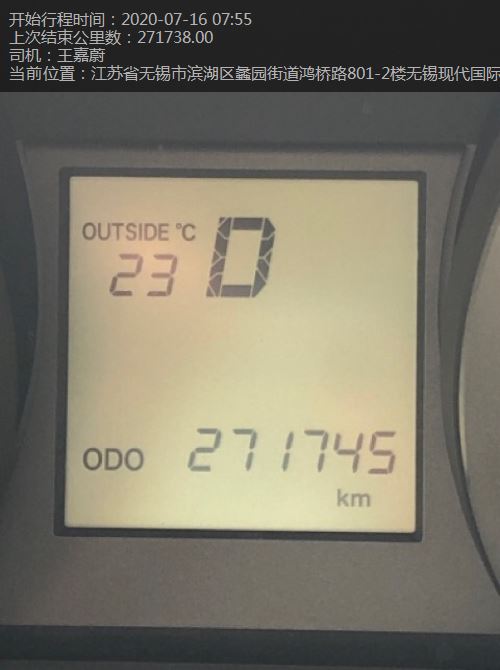 开始行程时间：2020-07-16 07:55
上次结束公里数：271738.00
司机：王嘉蔚
当前位置：江苏省无锡市滨湖区蠡园街道鸿桥路801-2楼无锡现代国际
OUTSIDE °C
23 D
ODO 271745
km